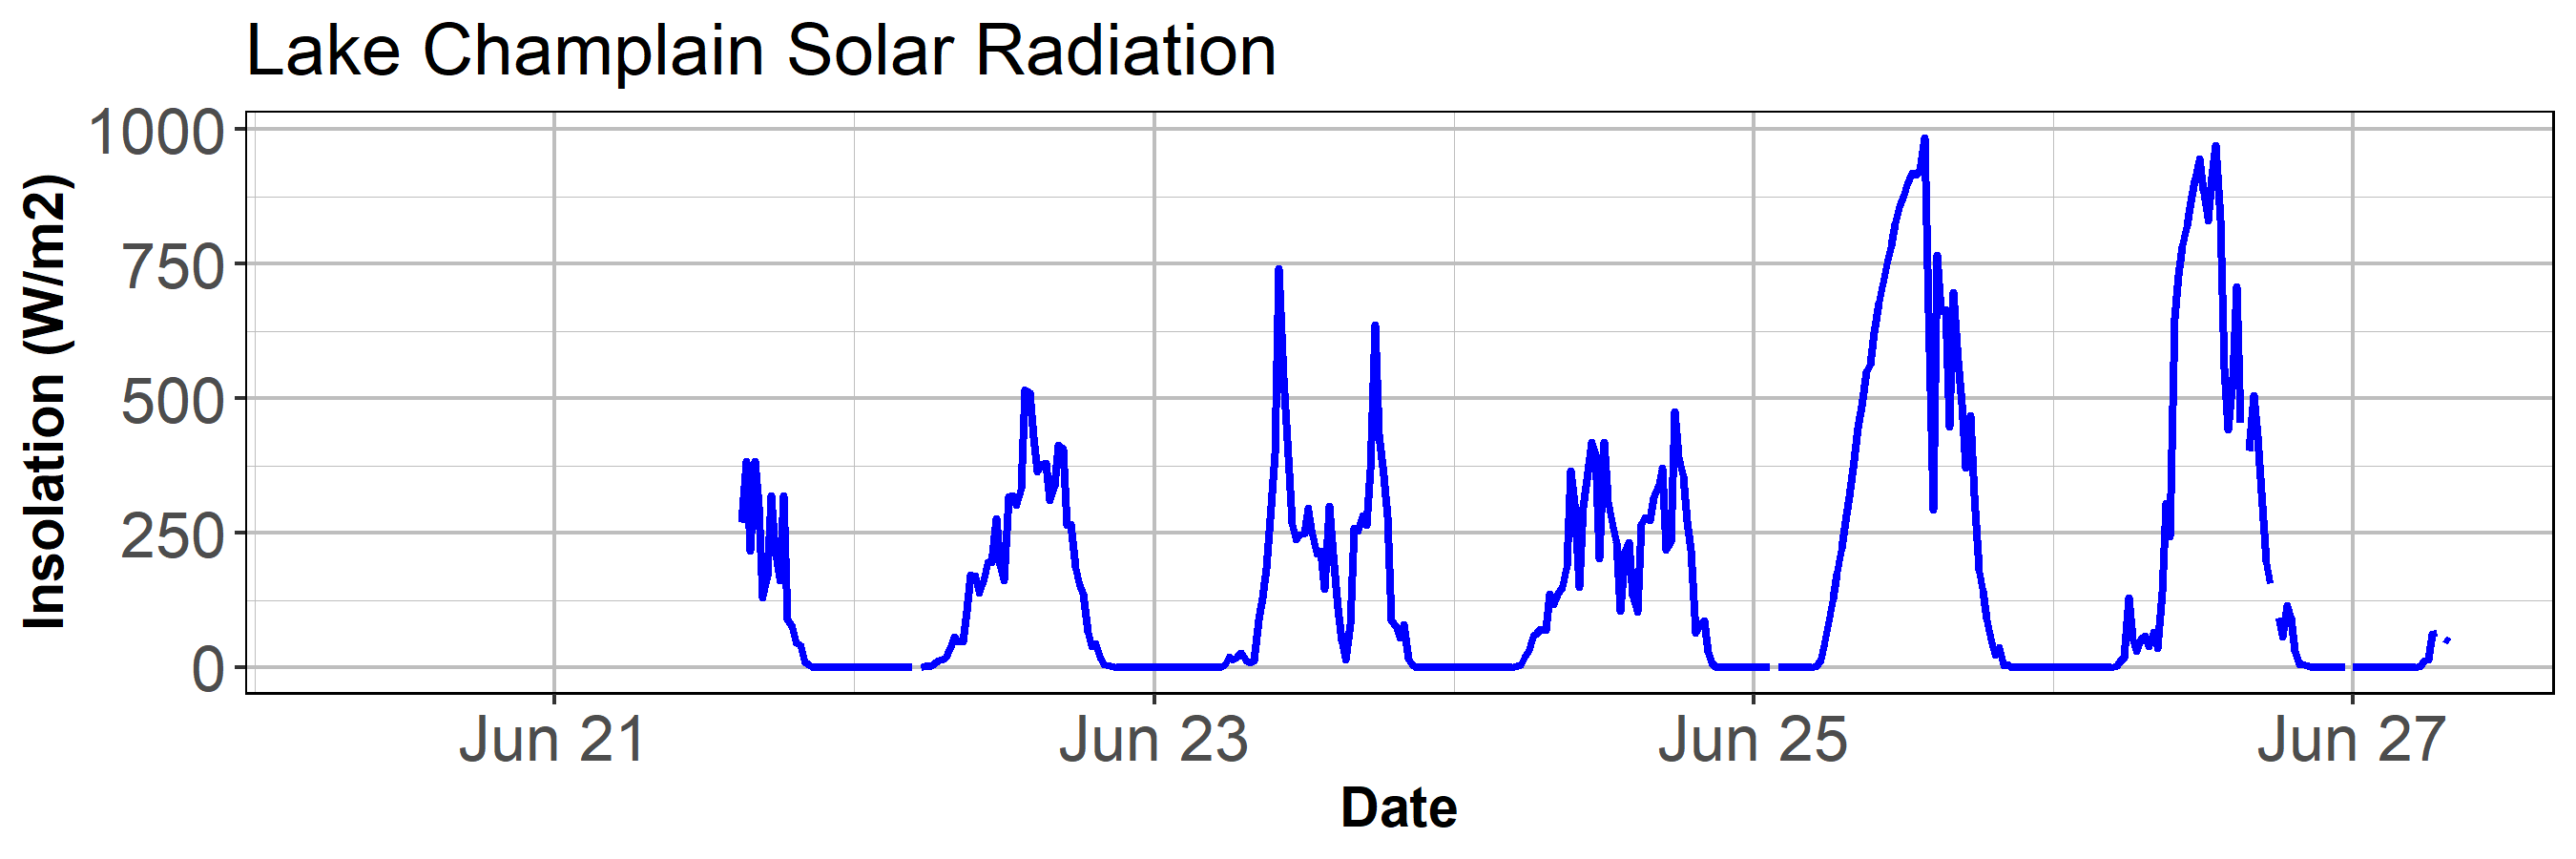 Lake Champlain Solar Radiation
Insolation (W/m2)
1000
750
500
250
0
Jun 21 Jun 23 Jun 25 Jun 27
Date